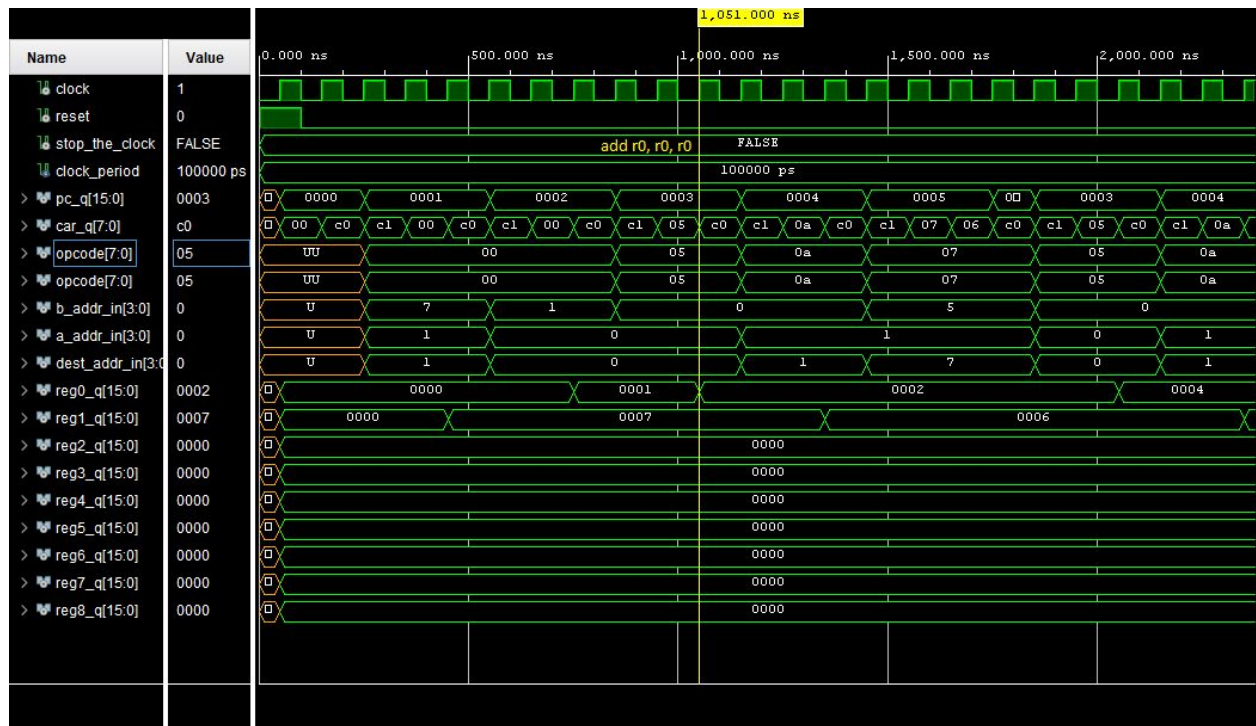 1,051.000 ns
Name Value 0.000 ns 500.000 ns 1,000.000 ns 1,500.000 ns 2,000.000 ns
clock 1
reset 0
stop_the_clock FALSE add r0, r0, r0 FALSE
clock_period 100000 ps 100000 ps
> pc_q[15:0] 0003 0000 0001 0002 0003 0004 0005 0003 0004
> car_q[7:0] c0 00 c0 c1 00 c0 c1 00 c0 c1 05 c0 c1 0a c0 c1 07 06 c0 c1 05 c0 c1 0a
> opcode[7:0] 05 UU 00 05 0a 07 05 0a
> opcode[7:0] 05 UU 00 05 0a 07 05 0a
> b_addr_in[3:0] 0 U 7 1 0 5 0
> a_addr_in[3:0] 0 U 1 0 1 0 1
> dest_addr_in[3:0 0 U 1 0 1 7 0 1
> reg0_q[15:0] 0002 0000 0001 0002 0004
> reg1_q[15:0] 0007 0000 0007 0006
> reg2_q[15:0] 0000 0000
> reg3_q[15:0] 0000 0000
> reg4_q[15:0] 0000 0000
> reg5_q[15:0] 0000 0000
> reg6_q[15:0] 0000 0000
> reg7_q[15:0] 0000 0000
> reg8_q[15:0] 0000 0000